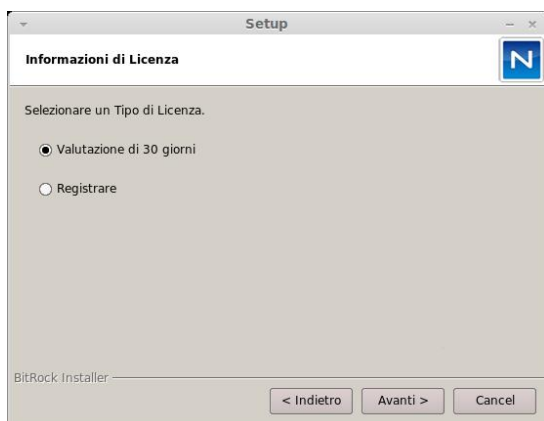 Setup
Informazioni di Licenza
N
Selezionare un Tipo di Licenza.
Valutazione di 30 giorni
Registrare
BitRock Installer
< Indietro
Avanti >
Cancel